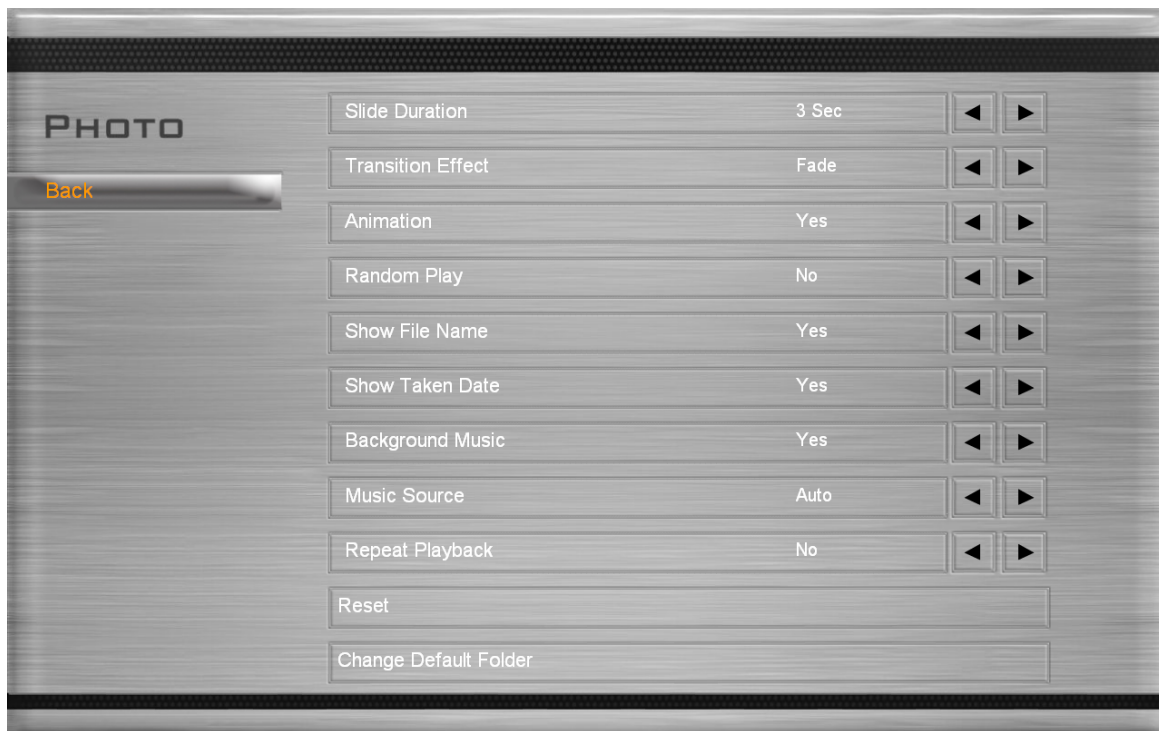 PHOTO
Back
Slide Duration 3 Sec
Transition Effect Fade
Animation Yes
Random Play No
Show File Name Yes
Show Taken Date Yes
Background Music Yes
Music Source Auto
Repeat Playback No
Reset
Change Default Folder